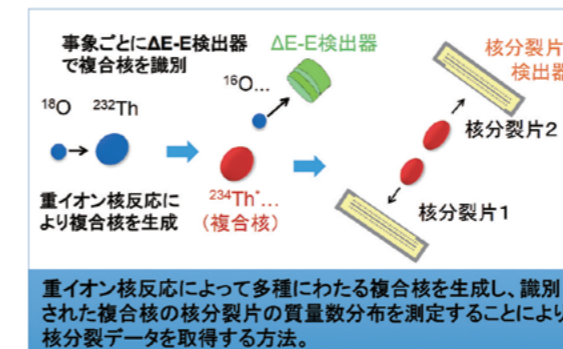 事象ごとにΔE-E検出器
で複合核を識別
ΔE-E検出器
核分裂片
検出器
¹⁸O
²³²Th
¹⁶O...
核分裂片2
重イオン核反応に
より複合核を生成
²³⁴Th*...
(複合核)
核分裂片1
重イオン核反応によって多種にわたる複合核を生成し、識別
された複合核の核分裂片の質量数分布を測定することにより
核分裂データを取得する方法。